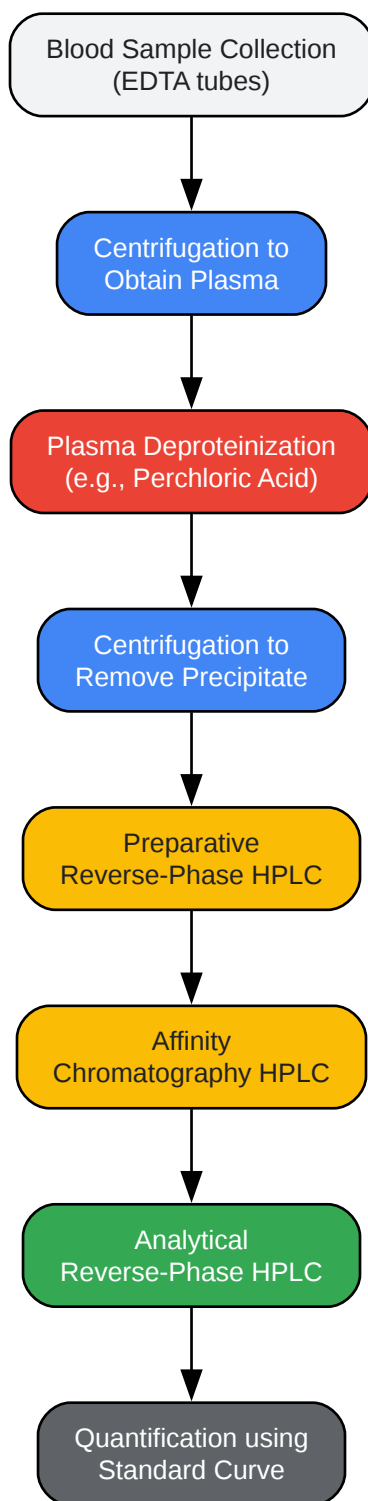 Blood Sample Collection
(EDTA tubes)
Centrifugation to
Obtain Plasma
Plasma Deproteinization
(e.g., Perchloric Acid)
Centrifugation to
Remove Precipitate
Preparative
Reverse-Phase HPLC
Affinity
Chromatography HPLC
Analytical
Reverse-Phase HPLC
Quantification using
Standard Curve